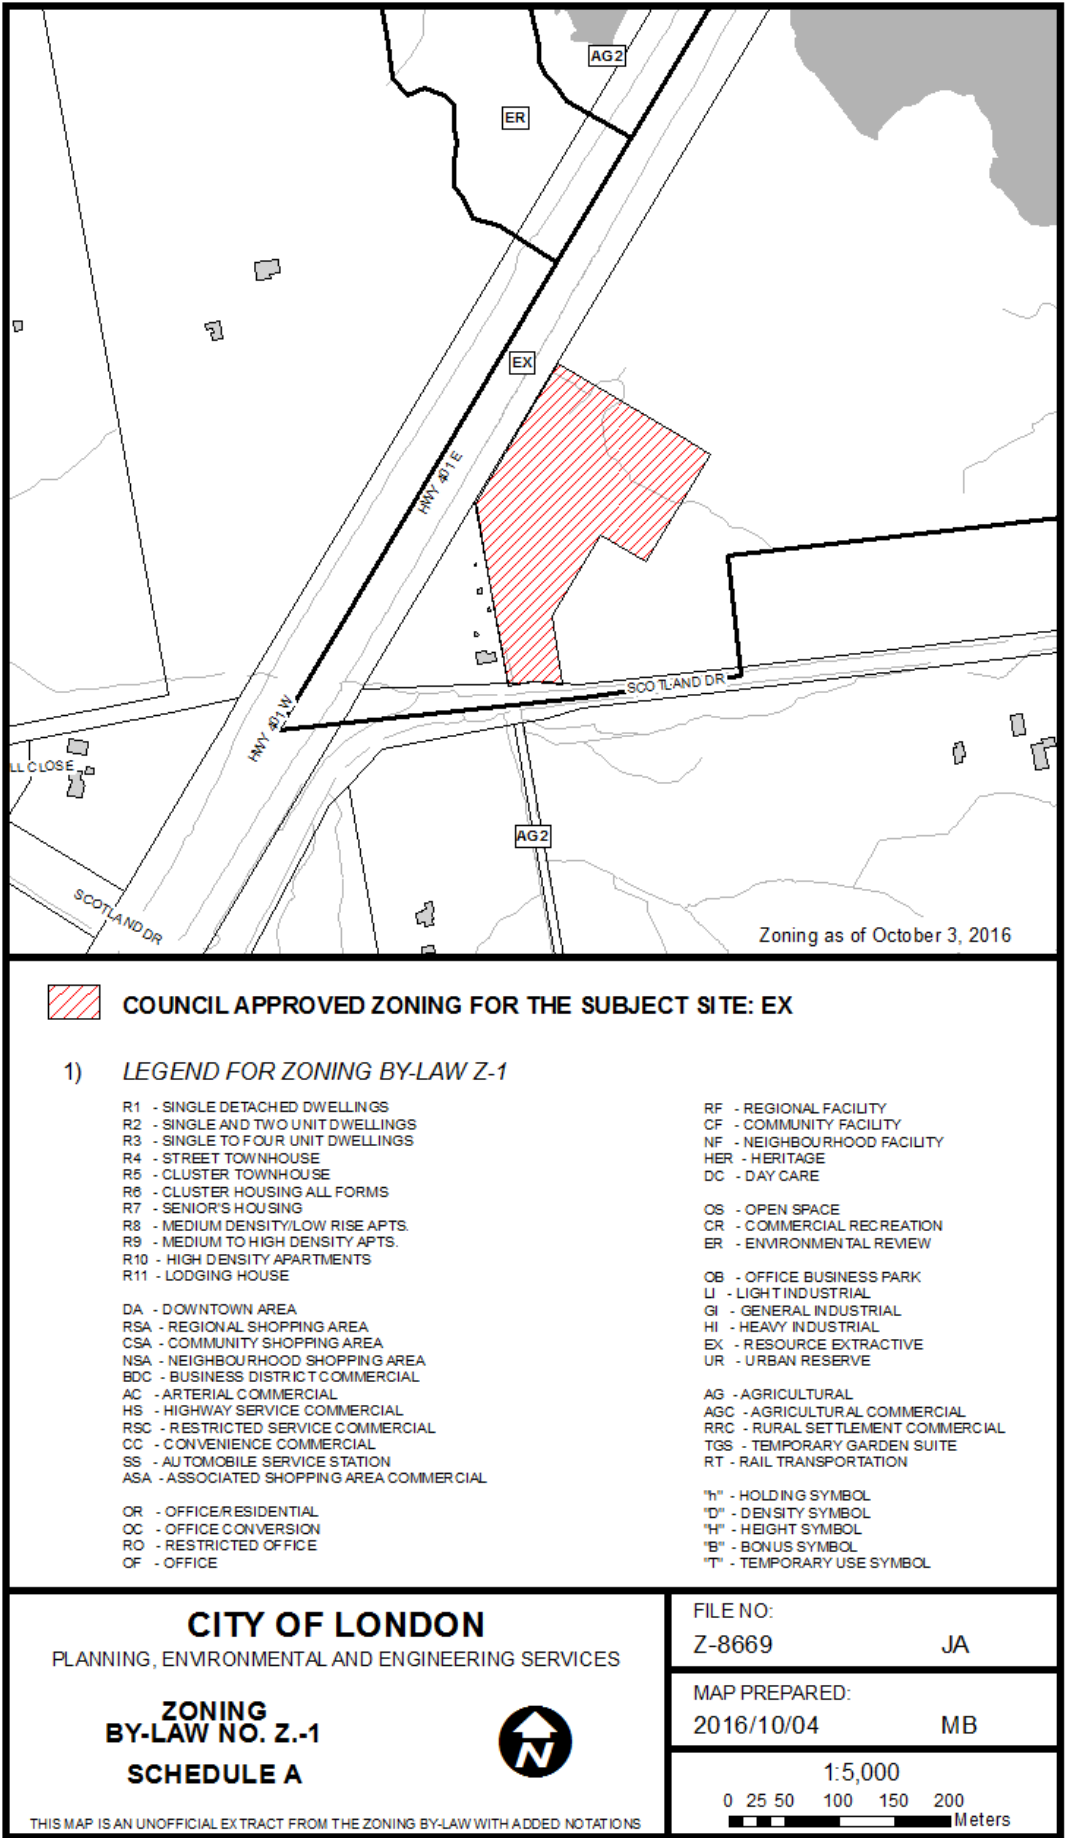 AG2
ER
EX
HWY 401 E
HWY 401 W
SCOTLAND DR
LL CLOSE
AG2
SCOTLAND DR
Zoning as of October 3, 2016
COUNCIL APPROVED ZONING FOR THE SUBJECT SITE: EX
1) LEGEND FOR ZONING BY-LAW Z-1
R1 - SINGLE DETACHED DWELLINGS
R2 - SINGLE AND TWO UNIT DWELLINGS
R3 - SINGLE TO FOUR UNIT DWELLINGS
R4 - STREET TOWNHOUSE
R5 - CLUSTER TOWNHOUSE
R6 - CLUSTER HOUSING ALL FORMS
R7 - SENIOR'S HOUSING
R8 - MEDIUM DENSITY/LOW RISE APTS.
R9 - MEDIUM TO HIGH DENSITY APTS.
R10 - HIGH DENSITY APARTMENTS
R11 - LODGING HOUSE
DA - DOWNTOWN AREA
RSA - REGIONAL SHOPPING AREA
CSA - COMMUNITY SHOPPING AREA
NSA - NEIGHBOURHOOD SHOPPING AREA
BDC - BUSINESS DISTRICT COMMERCIAL
AC - ARTERIAL COMMERCIAL
HS - HIGHWAY SERVICE COMMERCIAL
RSC - RESTRICTED SERVICE COMMERCIAL
CC - CONVENIENCE COMMERCIAL
SS - AUTOMOBILE SERVICE STATION
ASA - ASSOCIATED SHOPPING AREA COMMERCIAL
OR - OFFICE/RESIDENTIAL
OC - OFFICE CONVERSION
RO - RESTRICTED OFFICE
OF - OFFICE
RF - REGIONAL FACILITY
CF - COMMUNITY FACILITY
NF - NEIGHBOURHOOD FACILITY
HER - HERITAGE
DC - DAY CARE
OS - OPEN SPACE
CR - COMMERCIAL RECREATION
ER - ENVIRONMENTAL REVIEW
OB - OFFICE BUSINESS PARK
LI - LIGHT INDUSTRIAL
GI - GENERAL INDUSTRIAL
HI - HEAVY INDUSTRIAL
EX - RESOURCE EXTRACTIVE
UR - URBAN RESERVE
AG - AGRICULTURAL
AGC - AGRICULTURAL COMMERCIAL
RRC - RURAL SETTLEMENT COMMERCIAL
TGS - TEMPORARY GARDEN SUITE
RT - RAIL TRANSPORTATION
"h" - HOLDING SYMBOL
"D" - DENSITY SYMBOL
"H" - HEIGHT SYMBOL
"B" - BONUS SYMBOL
"T" - TEMPORARY USE SYMBOL
CITY OF LONDON
PLANNING, ENVIRONMENTAL AND ENGINEERING SERVICES
ZONING
BY-LAW NO. Z.-1
SCHEDULE A
N
THIS MAP IS AN UNOFFICIAL EXTRACT FROM THE ZONING BY-LAW WITH ADDED NOTATIONS
FILE NO:
Z-8669 JA
MAP PREPARED:
2016/10/04 MB
1:5,000
0 25 50 100 150 200
Meters